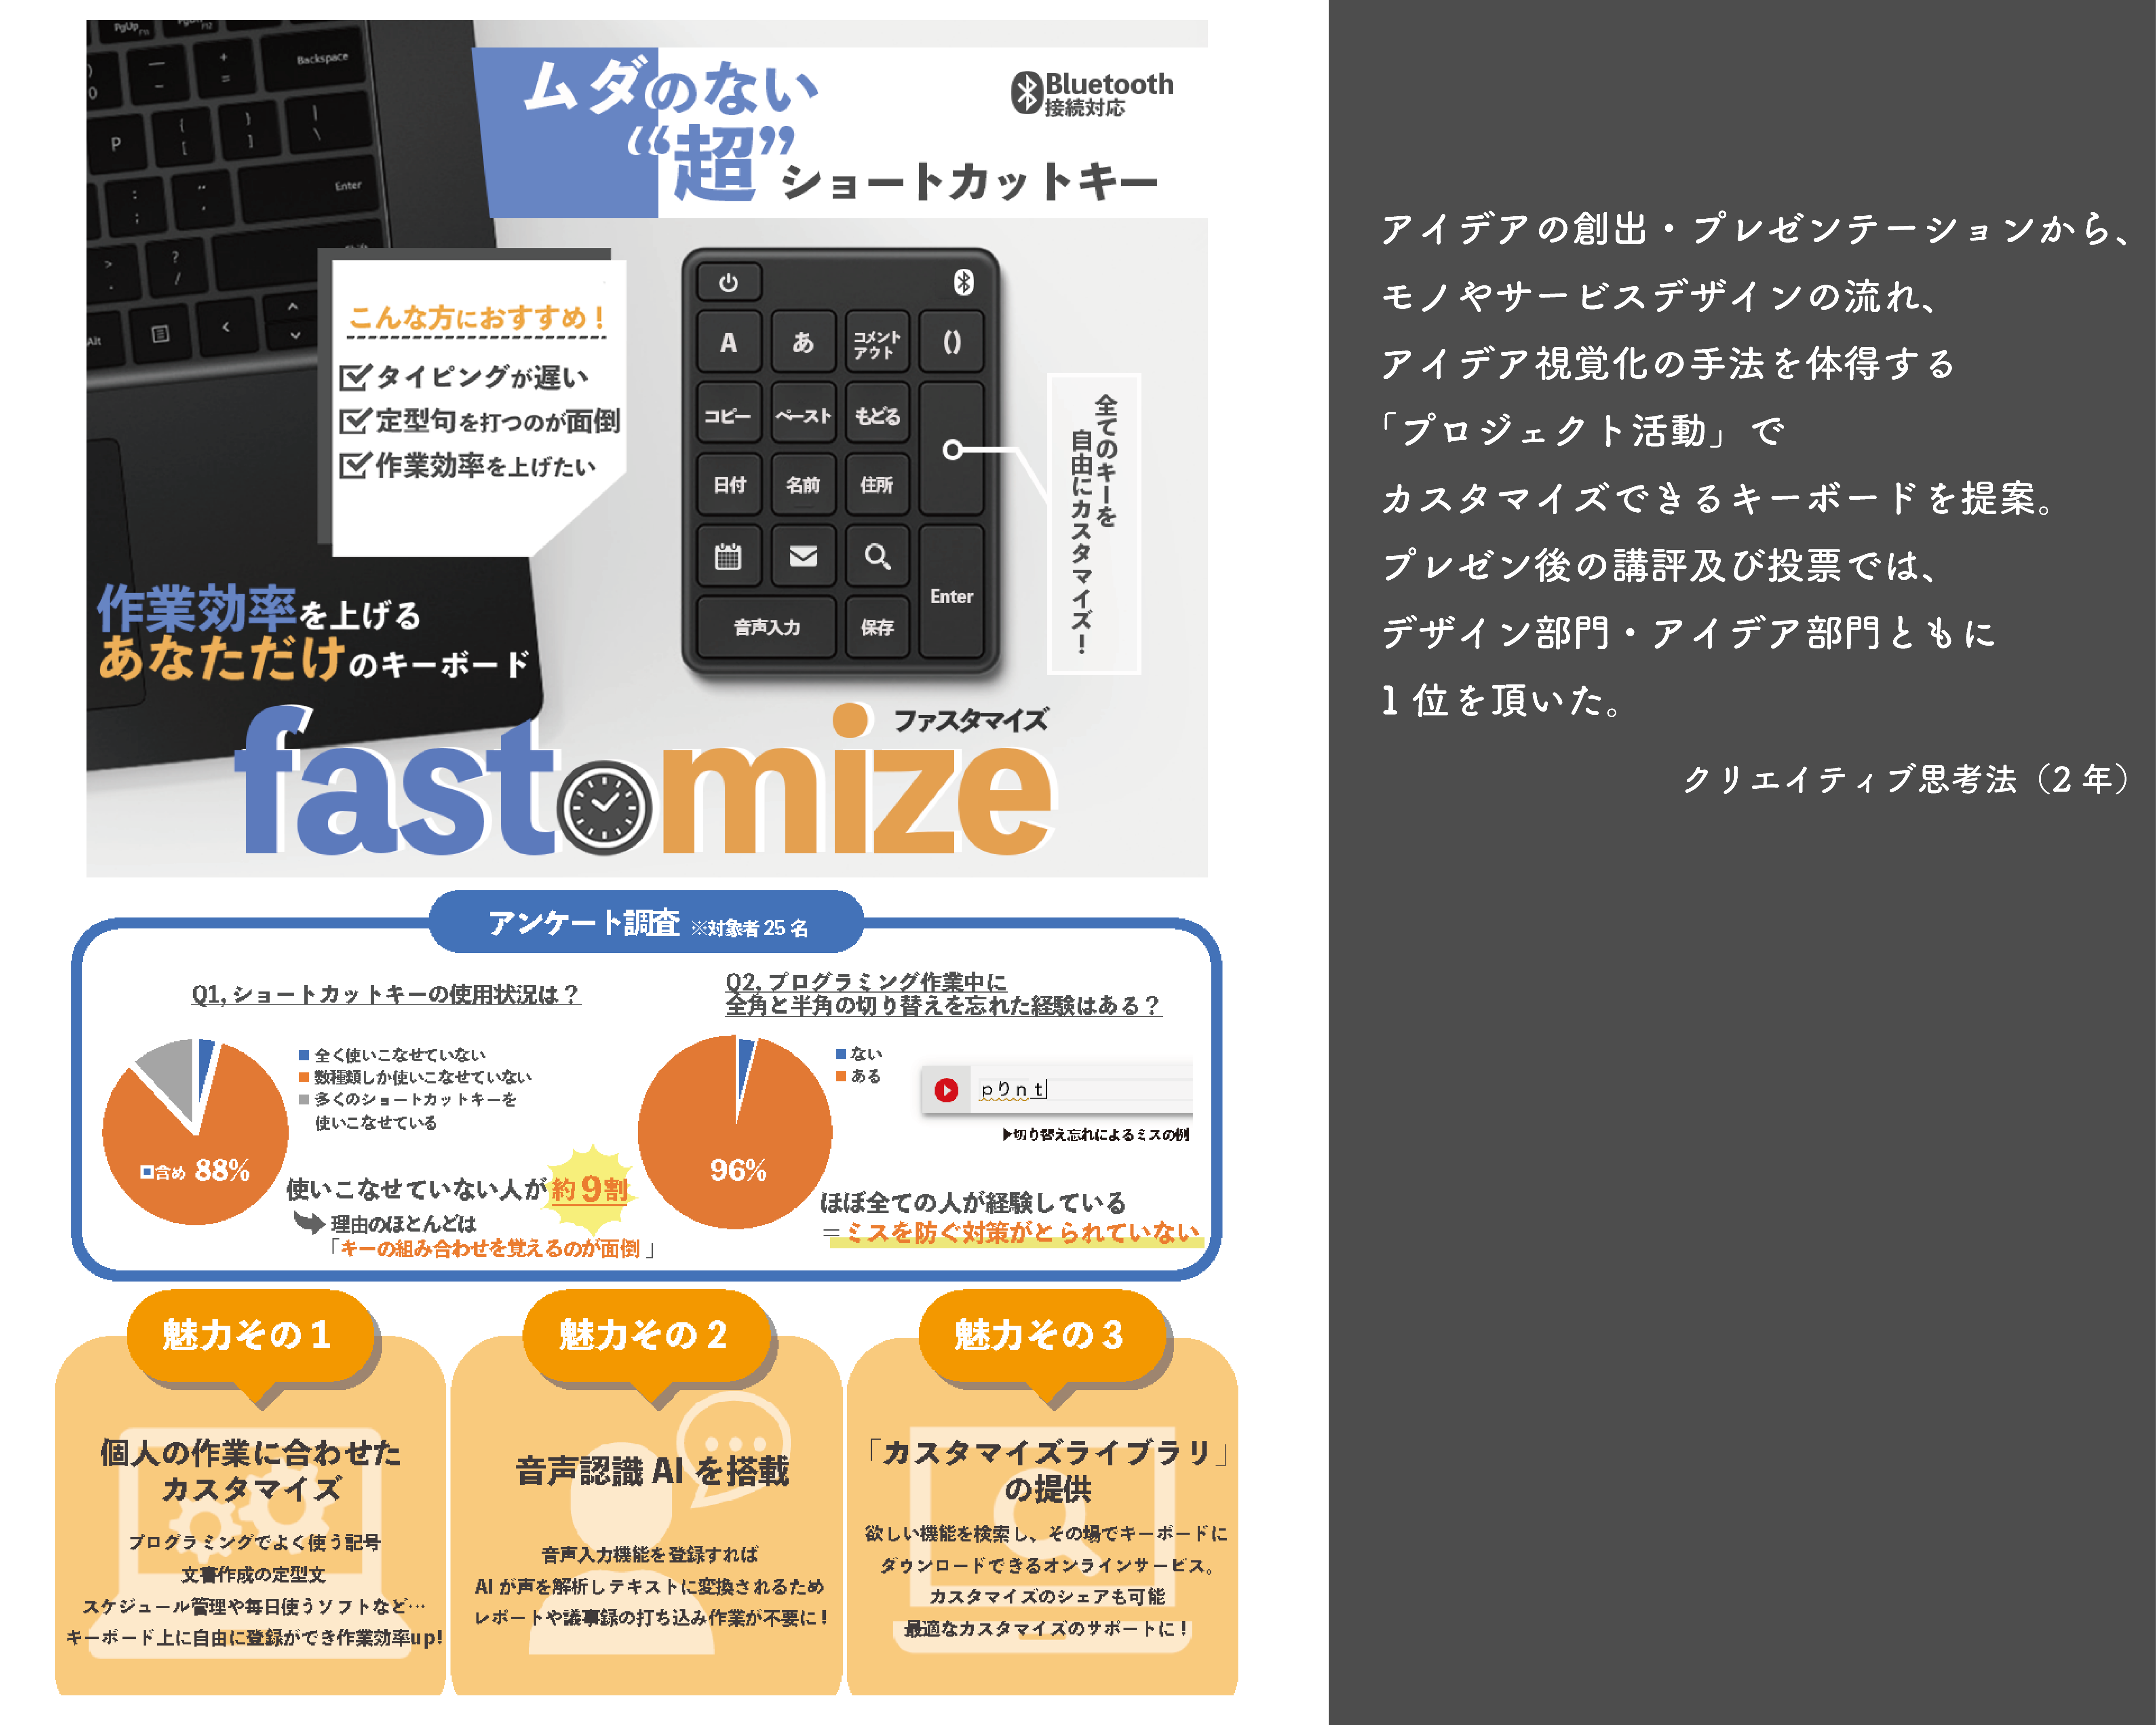 ムダのない
“超”ショートカットキー
Bluetooth
接続対応
PgUp
F11
F12
Backspace
Enter
P
Alt
こんな方におすすめ！
タイピングが遅い
定型句を打つのが面倒
作業効率を上げたい
A
あ
コメント
アウト
()
コピー
ペースト
もどる
日付
名前
住所
音声入力
保存
Enter
全てのキーを
自由にカスタマイズ！
作業効率を上げる
あなただけのキーボード
ファスタマイズ
fastomize
アンケート調査 ※対象者25名
Q1, ショートカットキーの使用状況は？
全く使いこなせていない
数種類しか使いこなせていない
多くのショートカットキーを
使いこなせている
含め 88%
使いこなせていない人が約9割
理由のほとんどは
「キーの組み合わせを覚えるのが面倒」
Q2, プログラミング作業中に
全角と半角の切り替えを忘れた経験はある？
ない
ある
96%
pりnt
▶切り替え忘れによるミスの例
ほぼ全ての人が経験している
＝ミスを防ぐ対策がとられていない
魅力その1
個人の作業に合わせた
カスタマイズ
プログラミングでよく使う記号
文書作成の定型文
スケジュール管理や毎日使うソフトなど…
キーボード上に自由に登録ができ作業効率up!
魅力その2
音声認識AIを搭載
音声入力機能を登録すれば
AIが声を解析しテキストに変換されるため
レポートや議事録の打ち込み作業が不要に！
魅力その3
「カスタマイズライブラリ」
の提供
欲しい機能を検索し、その場でキーボードに
ダウンロードできるオンラインサービス。
カスタマイズのシェアも可能
最適なカスタマイズのサポートに！
アイデアの創出・プレゼンテーションから、
モノやサービスデザインの流れ、
アイデア視覚化の手法を体得する
「プロジェクト活動」で
カスタマイズできるキーボードを提案。
プレゼン後の講評及び投票では、
デザイン部門・アイデア部門ともに
1位を頂いた。
クリエイティブ思考法（2年）